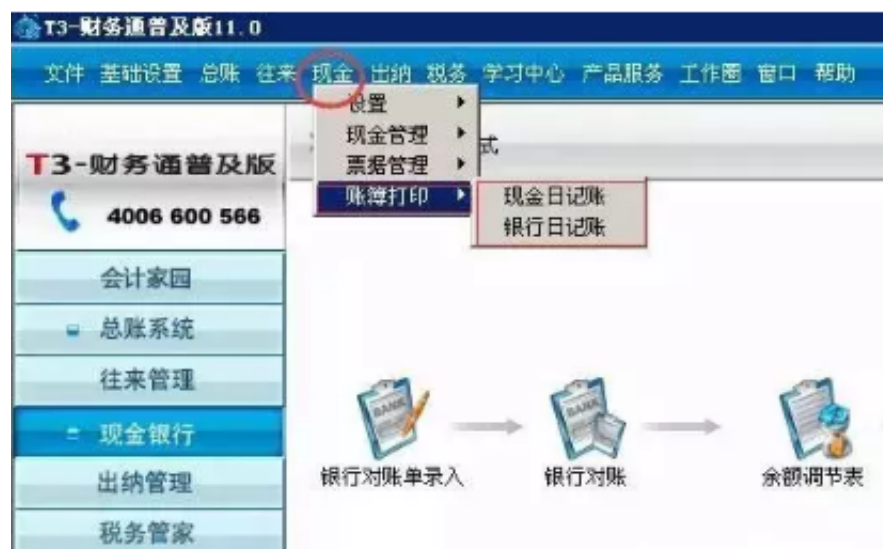 T3-财务通普及版11.0
文件 基础设置 总账 往来 现金 出纳 税务 学习中心 产品服务 工作圈 窗口 帮助
设置
现金管理
票据管理
账簿打印
现金日记账
银行日记账
式
T3-财务通普及版
4006 600 566
会计家园
总账系统
往来管理
现金银行
出纳管理
税务管家
BANK
BANK
银行对账单录入
银行对账
余额调节表